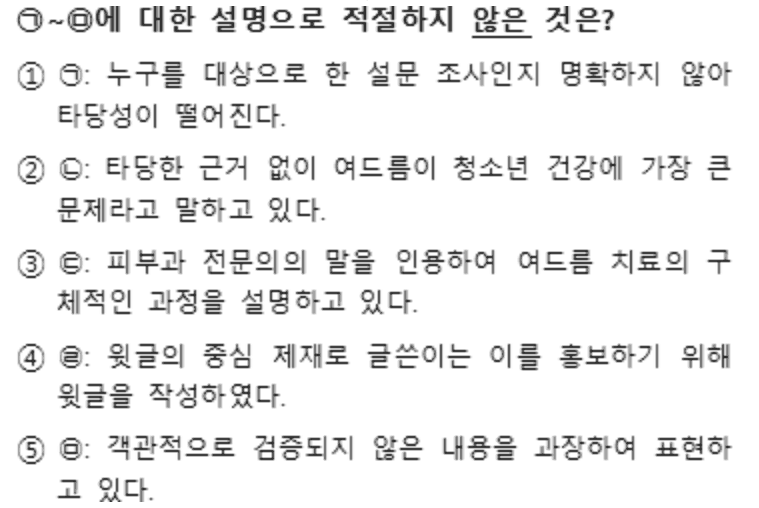 ㉠~㉤에 대한 설명으로 적절하지 않은 것은?
① ㉠: 누구를 대상으로 한 설문 조사인지 명확하지 않아
타당성이 떨어진다.
② ㉡: 타당한 근거 없이 여드름이 청소년 건강에 가장 큰
문제라고 말하고 있다.
③ ㉢: 피부과 전문의의 말을 인용하여 여드름 치료의 구
체적인 과정을 설명하고 있다.
④ ㉣: 윗글의 중심 제재로 글쓴이는 이를 홍보하기 위해
윗글을 작성하였다.
⑤ ㉤: 객관적으로 검증되지 않은 내용을 과장하여 표현하
고 있다.